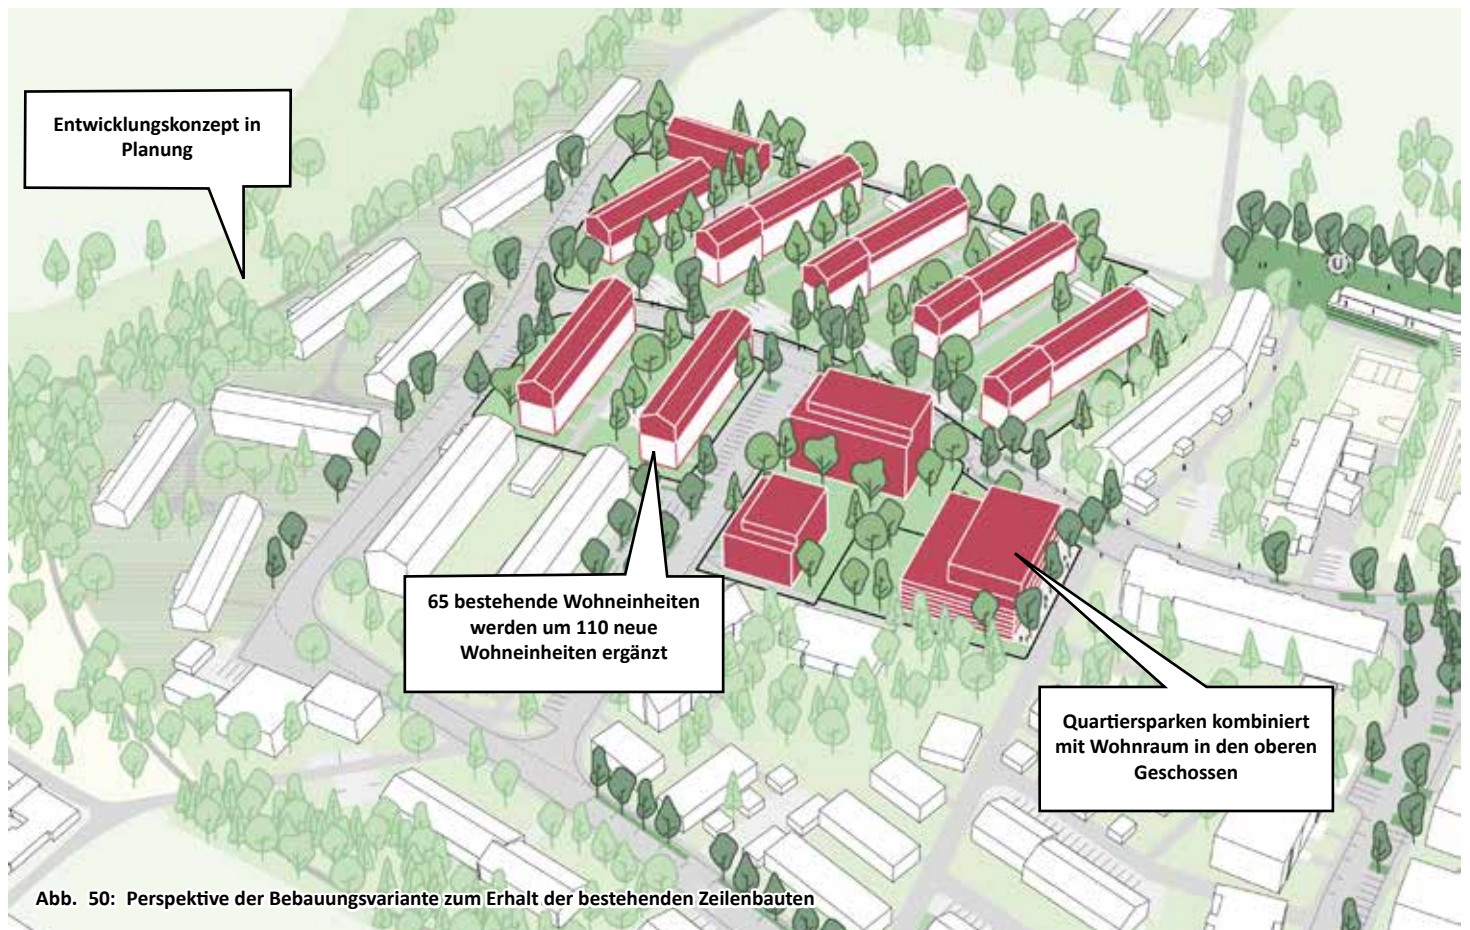 Entwicklungskonzept in
Planung
U
65 bestehende Wohneinheiten
werden um 110 neue
Wohneinheiten ergänzt
Quartiersparken kombiniert
mit Wohnraum in den oberen
Geschossen
Abb. 50: Perspektive der Bebauungsvariante zum Erhalt der bestehenden Zeilenbauten